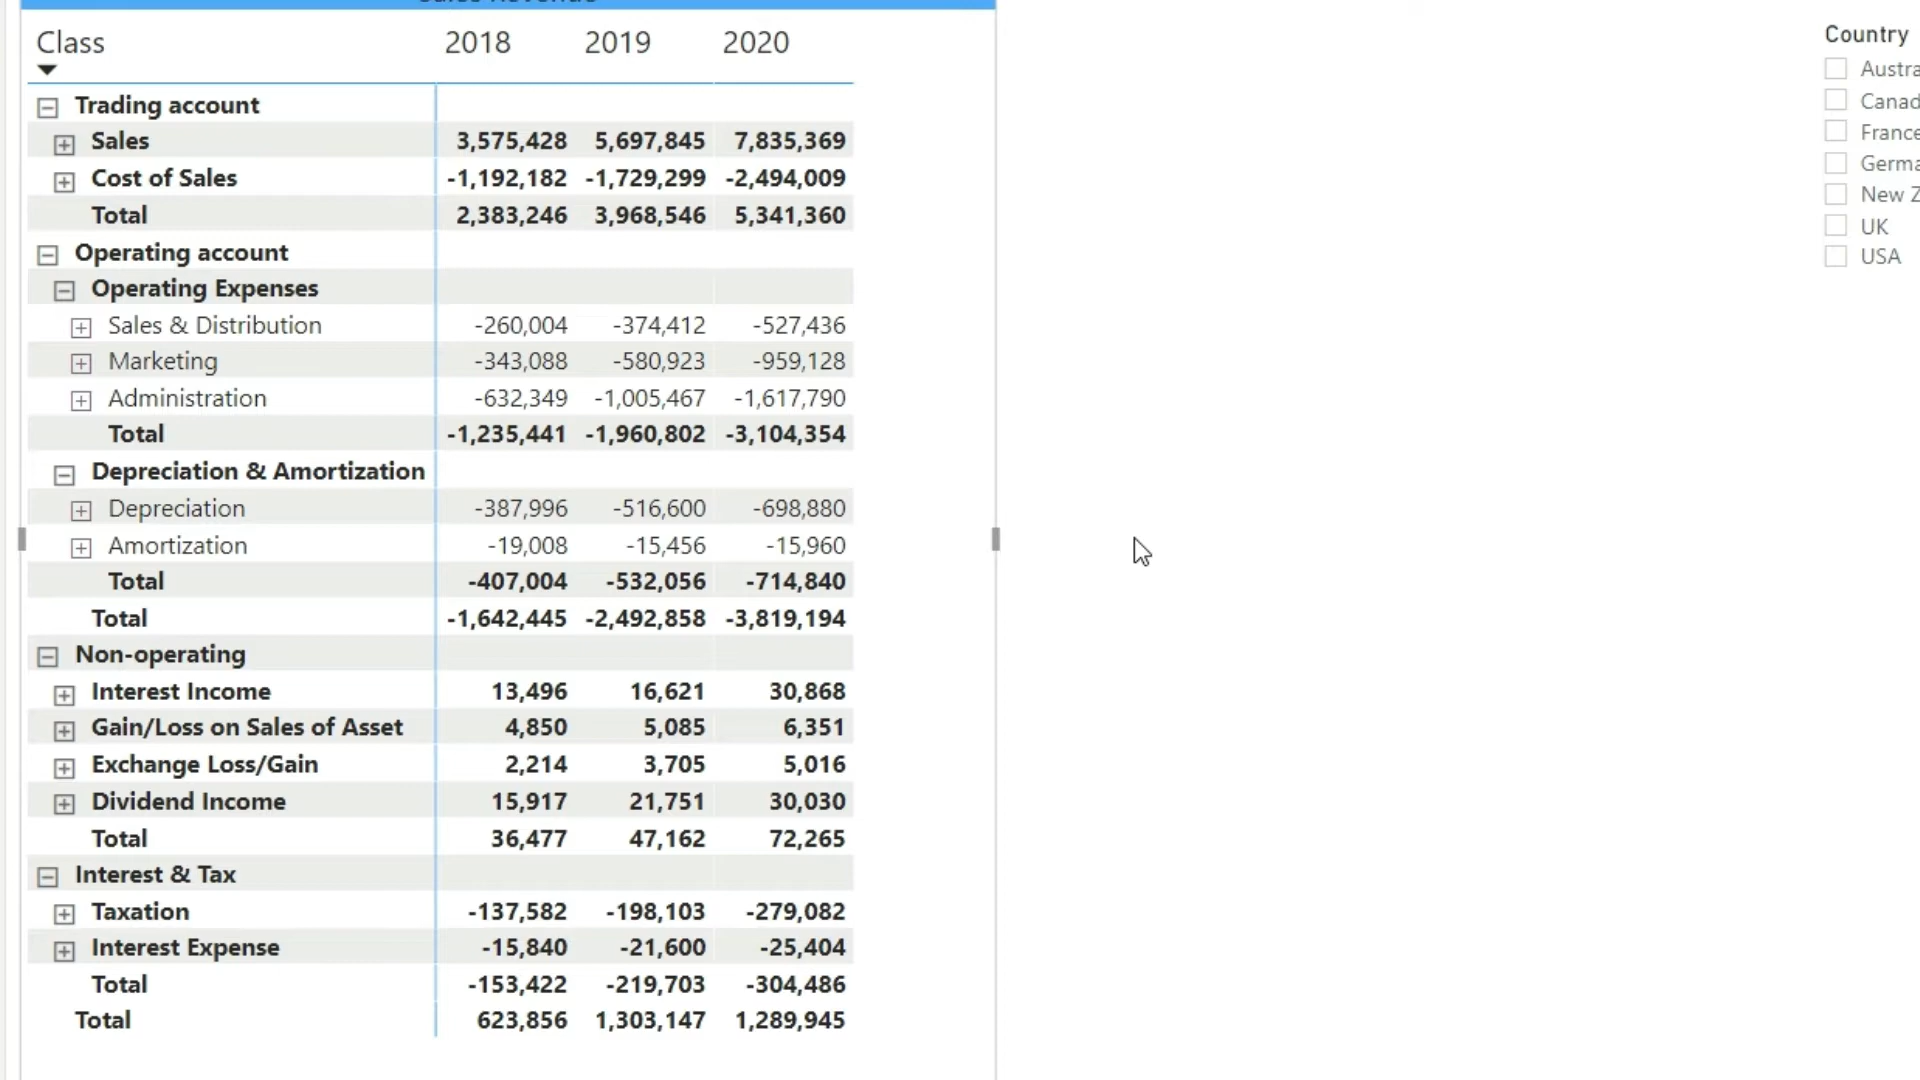 Class 2018 2019 2020
Trading account
Sales 3,575,428 5,697,845 7,835,369
Cost of Sales -1,192,182 -1,729,299 -2,494,009
Total 2,383,246 3,968,546 5,341,360
Operating account
Operating Expenses
Sales & Distribution -260,004 -374,412 -527,436
Marketing -343,088 -580,923 -959,128
Administration -632,349 -1,005,467 -1,617,790
Total -1,235,441 -1,960,802 -3,104,354
Depreciation & Amortization
Depreciation -387,996 -516,600 -698,880
Amortization -19,008 -15,456 -15,960
Total -407,004 -532,056 -714,840
Total -1,642,445 -2,492,858 -3,819,194
Non-operating
Interest Income 13,496 16,621 30,868
Gain/Loss on Sales of Asset 4,850 5,085 6,351
Exchange Loss/Gain 2,214 3,705 5,016
Dividend Income 15,917 21,751 30,030
Total 36,477 47,162 72,265
Interest & Tax
Taxation -137,582 -198,103 -279,082
Interest Expense -15,840 -21,600 -25,404
Total -153,422 -219,703 -304,486
Total 623,856 1,303,147 1,289,945
Country
Austra
Canad
France
Germa
New Z
UK
USA